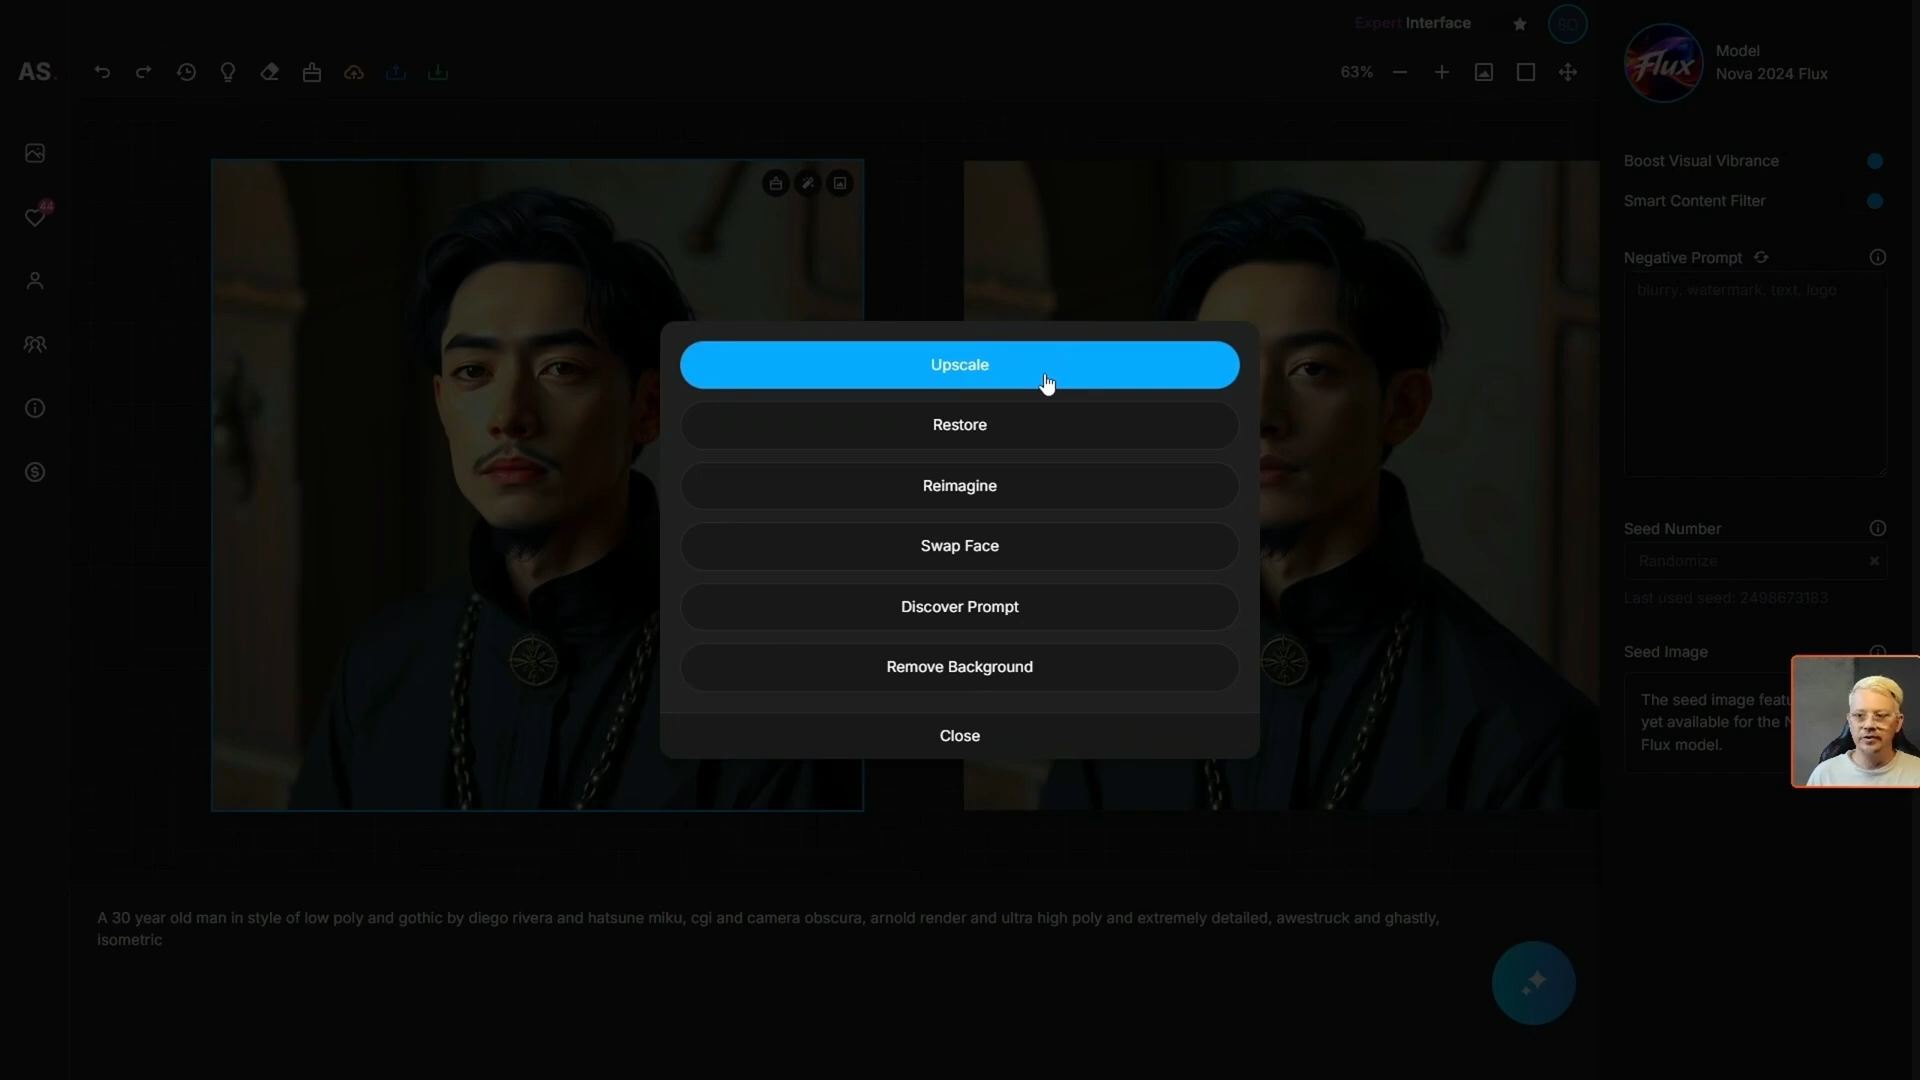 Expert Interface
BO
AS.
63%
Flux
Model
Nova 2024 Flux
44
Boost Visual Vibrance
Smart Content Filter
Negative Prompt
blurry, watermark, text, logo
Upscale
Restore
Reimagine
Swap Face
Discover Prompt
Remove Background
Close
Seed Number
Randomize
Last used seed: 2498673183
Seed Image
The seed image featu
yet available for the N
Flux model.
A 30 year old man in style of low poly and gothic by diego rivera and hatsune miku, cgi and camera obscura, arnold render and ultra high poly and extremely detailed, awestruck and ghastly,
isometric